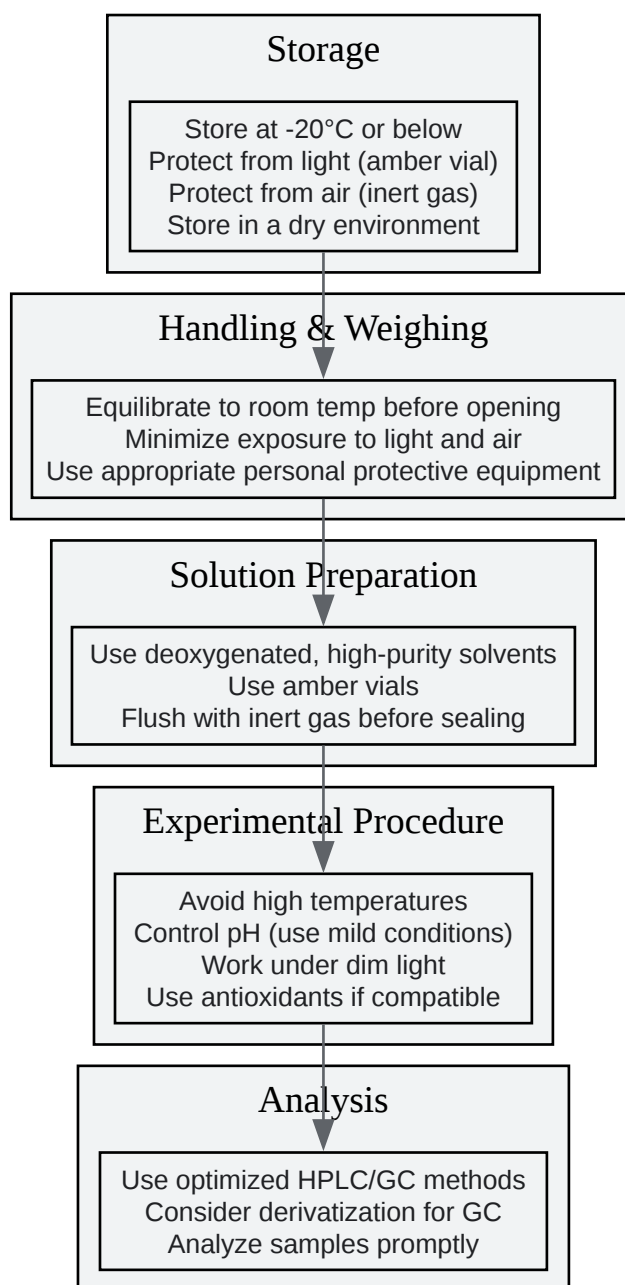 Storage
Store at -20°C or below
Protect from light (amber vial)
Protect from air (inert gas)
Store in a dry environment
Handling & Weighing
Equilibrate to room temp before opening
Minimize exposure to light and air
Use appropriate personal protective equipment
Solution Preparation
Use deoxygenated, high-purity solvents
Use amber vials
Flush with inert gas before sealing
Experimental Procedure
Avoid high temperatures
Control pH (use mild conditions)
Work under dim light
Use antioxidants if compatible
Analysis
Use optimized HPLC/GC methods
Consider derivatization for GC
Analyze samples promptly